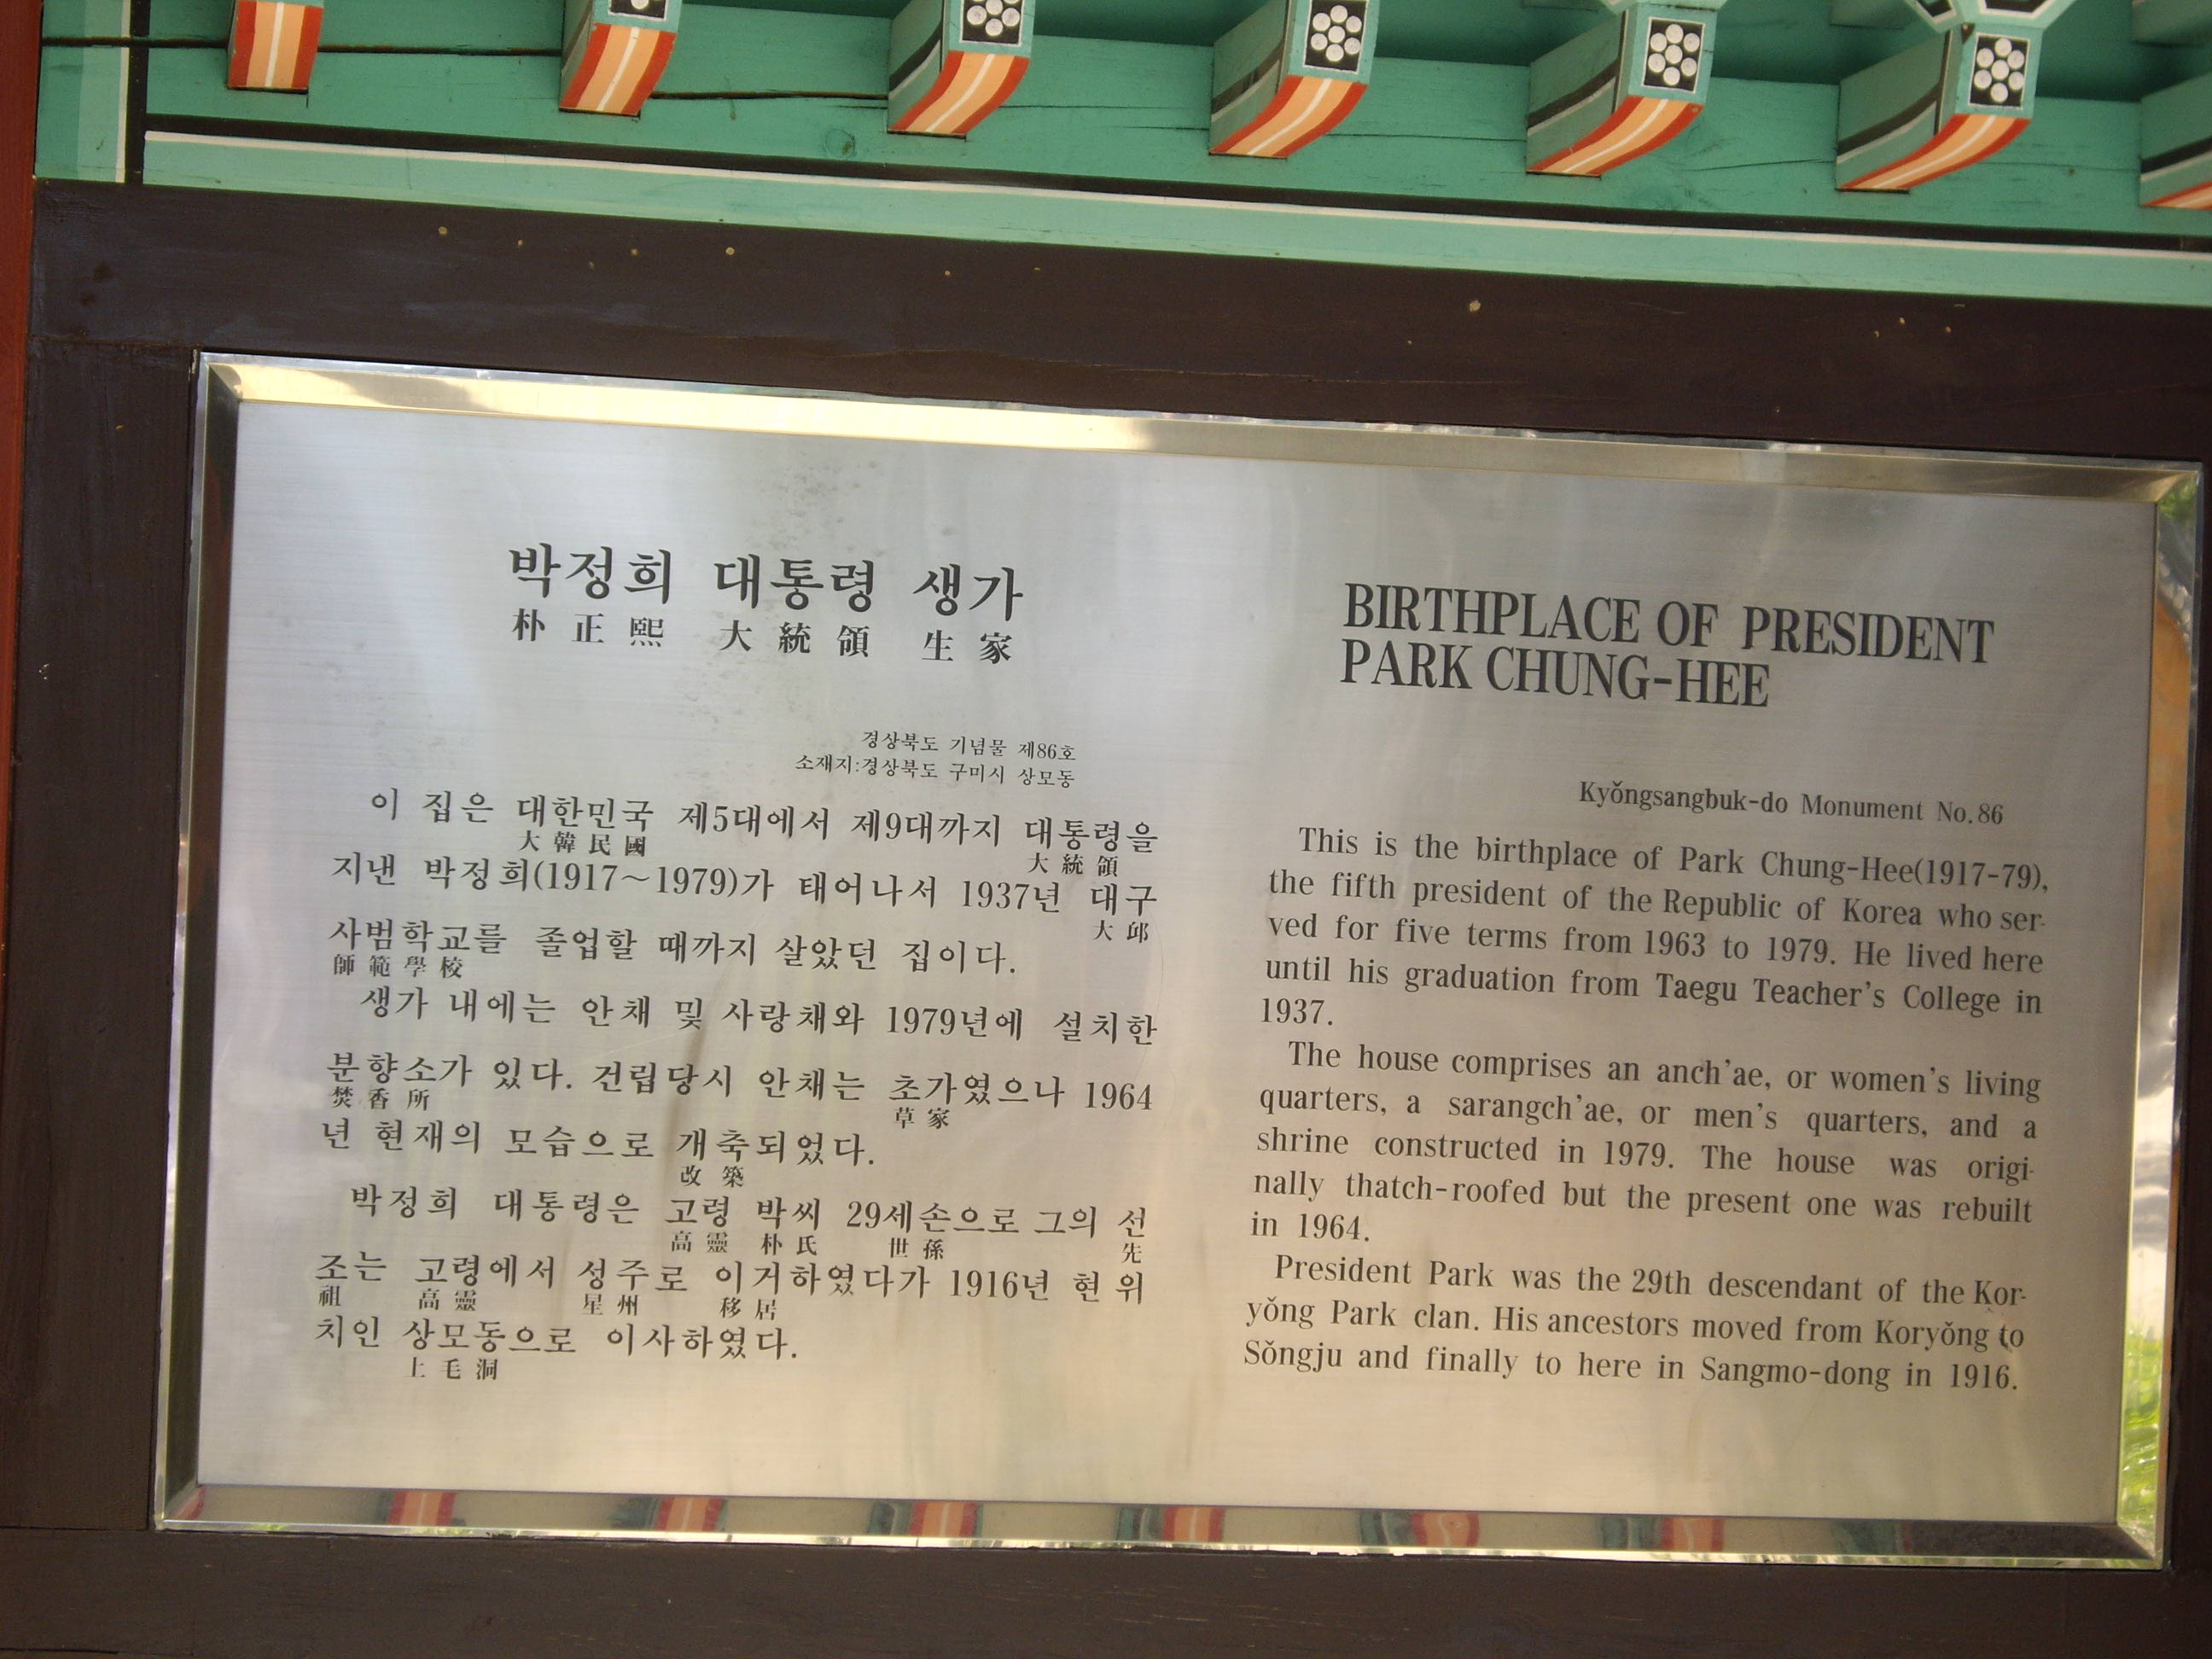 박정희 대통령 생가
朴正熙 大統領 生家
경상북도 기념물 제86호
소재지:경상북도 구미시 상모동
이 집은 대한민국 제5대에서 제9대까지 대통령을
大韓民國 大統領
지낸 박정희(1917~1979)가 태어나서 1937년 대구
大邱
사범학교를 졸업할 때까지 살았던 집이다.
師範學校
생가 내에는 안채 및 사랑채와 1979년에 설치한
분향소가 있다. 건립당시 안채는 초가였으나 1964
焚香所 草家
년 현재의 모습으로 개축되었다.
改築
박정희 대통령은 고령 박씨 29세손으로 그의 선
高靈 朴氏 世孫 先
조는 고령에서 성주로 이거하였다가 1916년 현 위
祖 高靈 星州 移居
치인 상모동으로 이사하였다.
上毛洞
BIRTHPLACE OF PRESIDENT
PARK CHUNG-HEE
Kyǒngsangbuk-do Monument No.86
This is the birthplace of Park Chung-Hee(1917-79),
the fifth president of the Republic of Korea who ser-
ved for five terms from 1963 to 1979. He lived here
until his graduation from Taegu Teacher's College in
1937.
The house comprises an anch'ae, or women's living
quarters, a sarangch'ae, or men's quarters, and a
shrine constructed in 1979. The house was origi-
nally thatch-roofed but the present one was rebuilt
in 1964.
President Park was the 29th descendant of the Kor-
yǒng Park clan. His ancestors moved from Koryǒng to
Sǒngju and finally to here in Sangmo-dong in 1916.